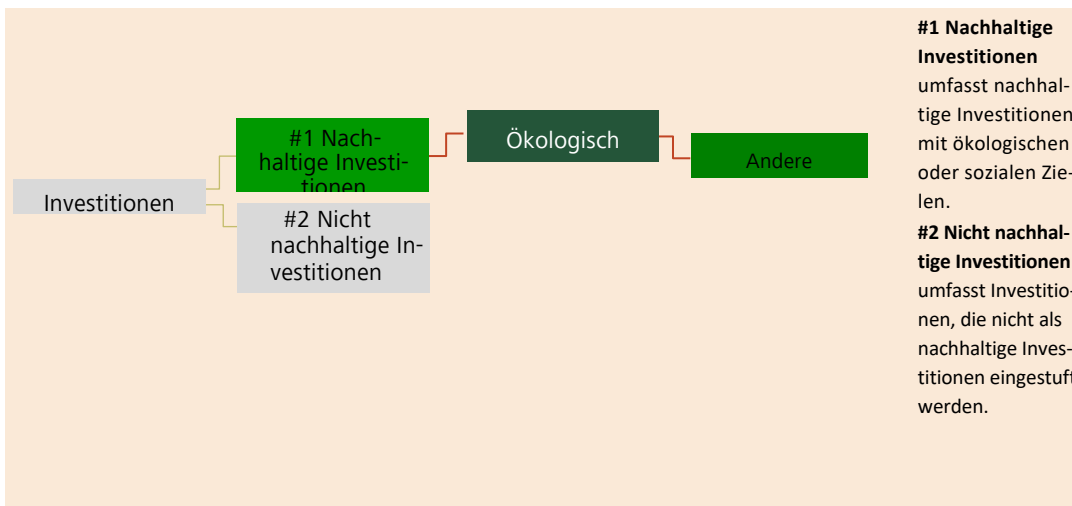 Investitionen
#1 Nach-
haltige Investi-
tionen
#2 Nicht
nachhaltige In-
vestitionen
Ökologisch
Andere
#1 Nachhaltige
Investitionen
umfasst nachhal-
tige Investitionen
mit ökologischen
oder sozialen Zie-
len.
#2 Nicht nachhal-
tige Investitionen
umfasst Investitio-
nen, die nicht als
nachhaltige Inves-
titionen eingestuft
werden.